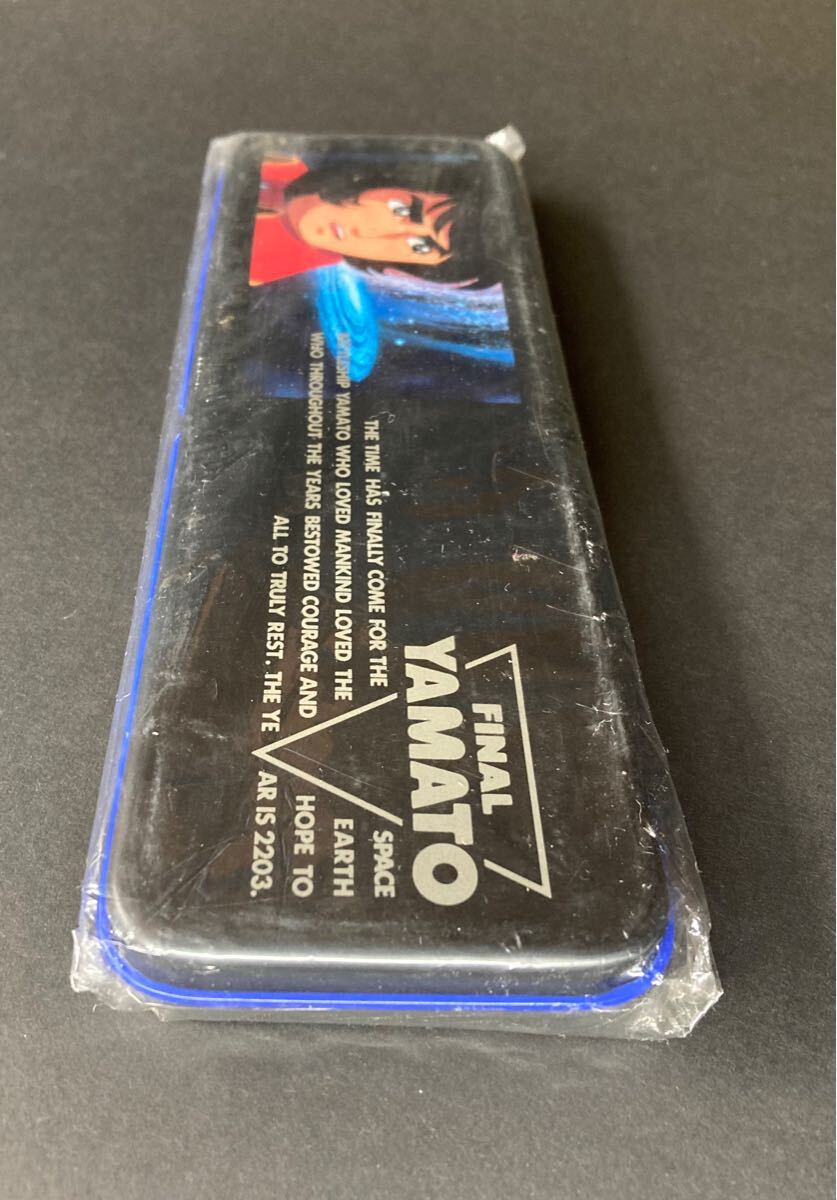 FINAL
YAMATO
THE TIME HAS FINALLY COME FOR THE SPACE
BATTLESHIP YAMATO WHO LOVED MANKIND LOVED THE EARTH
WHO THROUGHOUT THE YEARS BESTOWED COURAGE AND HOPE TO
ALL TO TRULY REST. THE YE AR IS 2203.